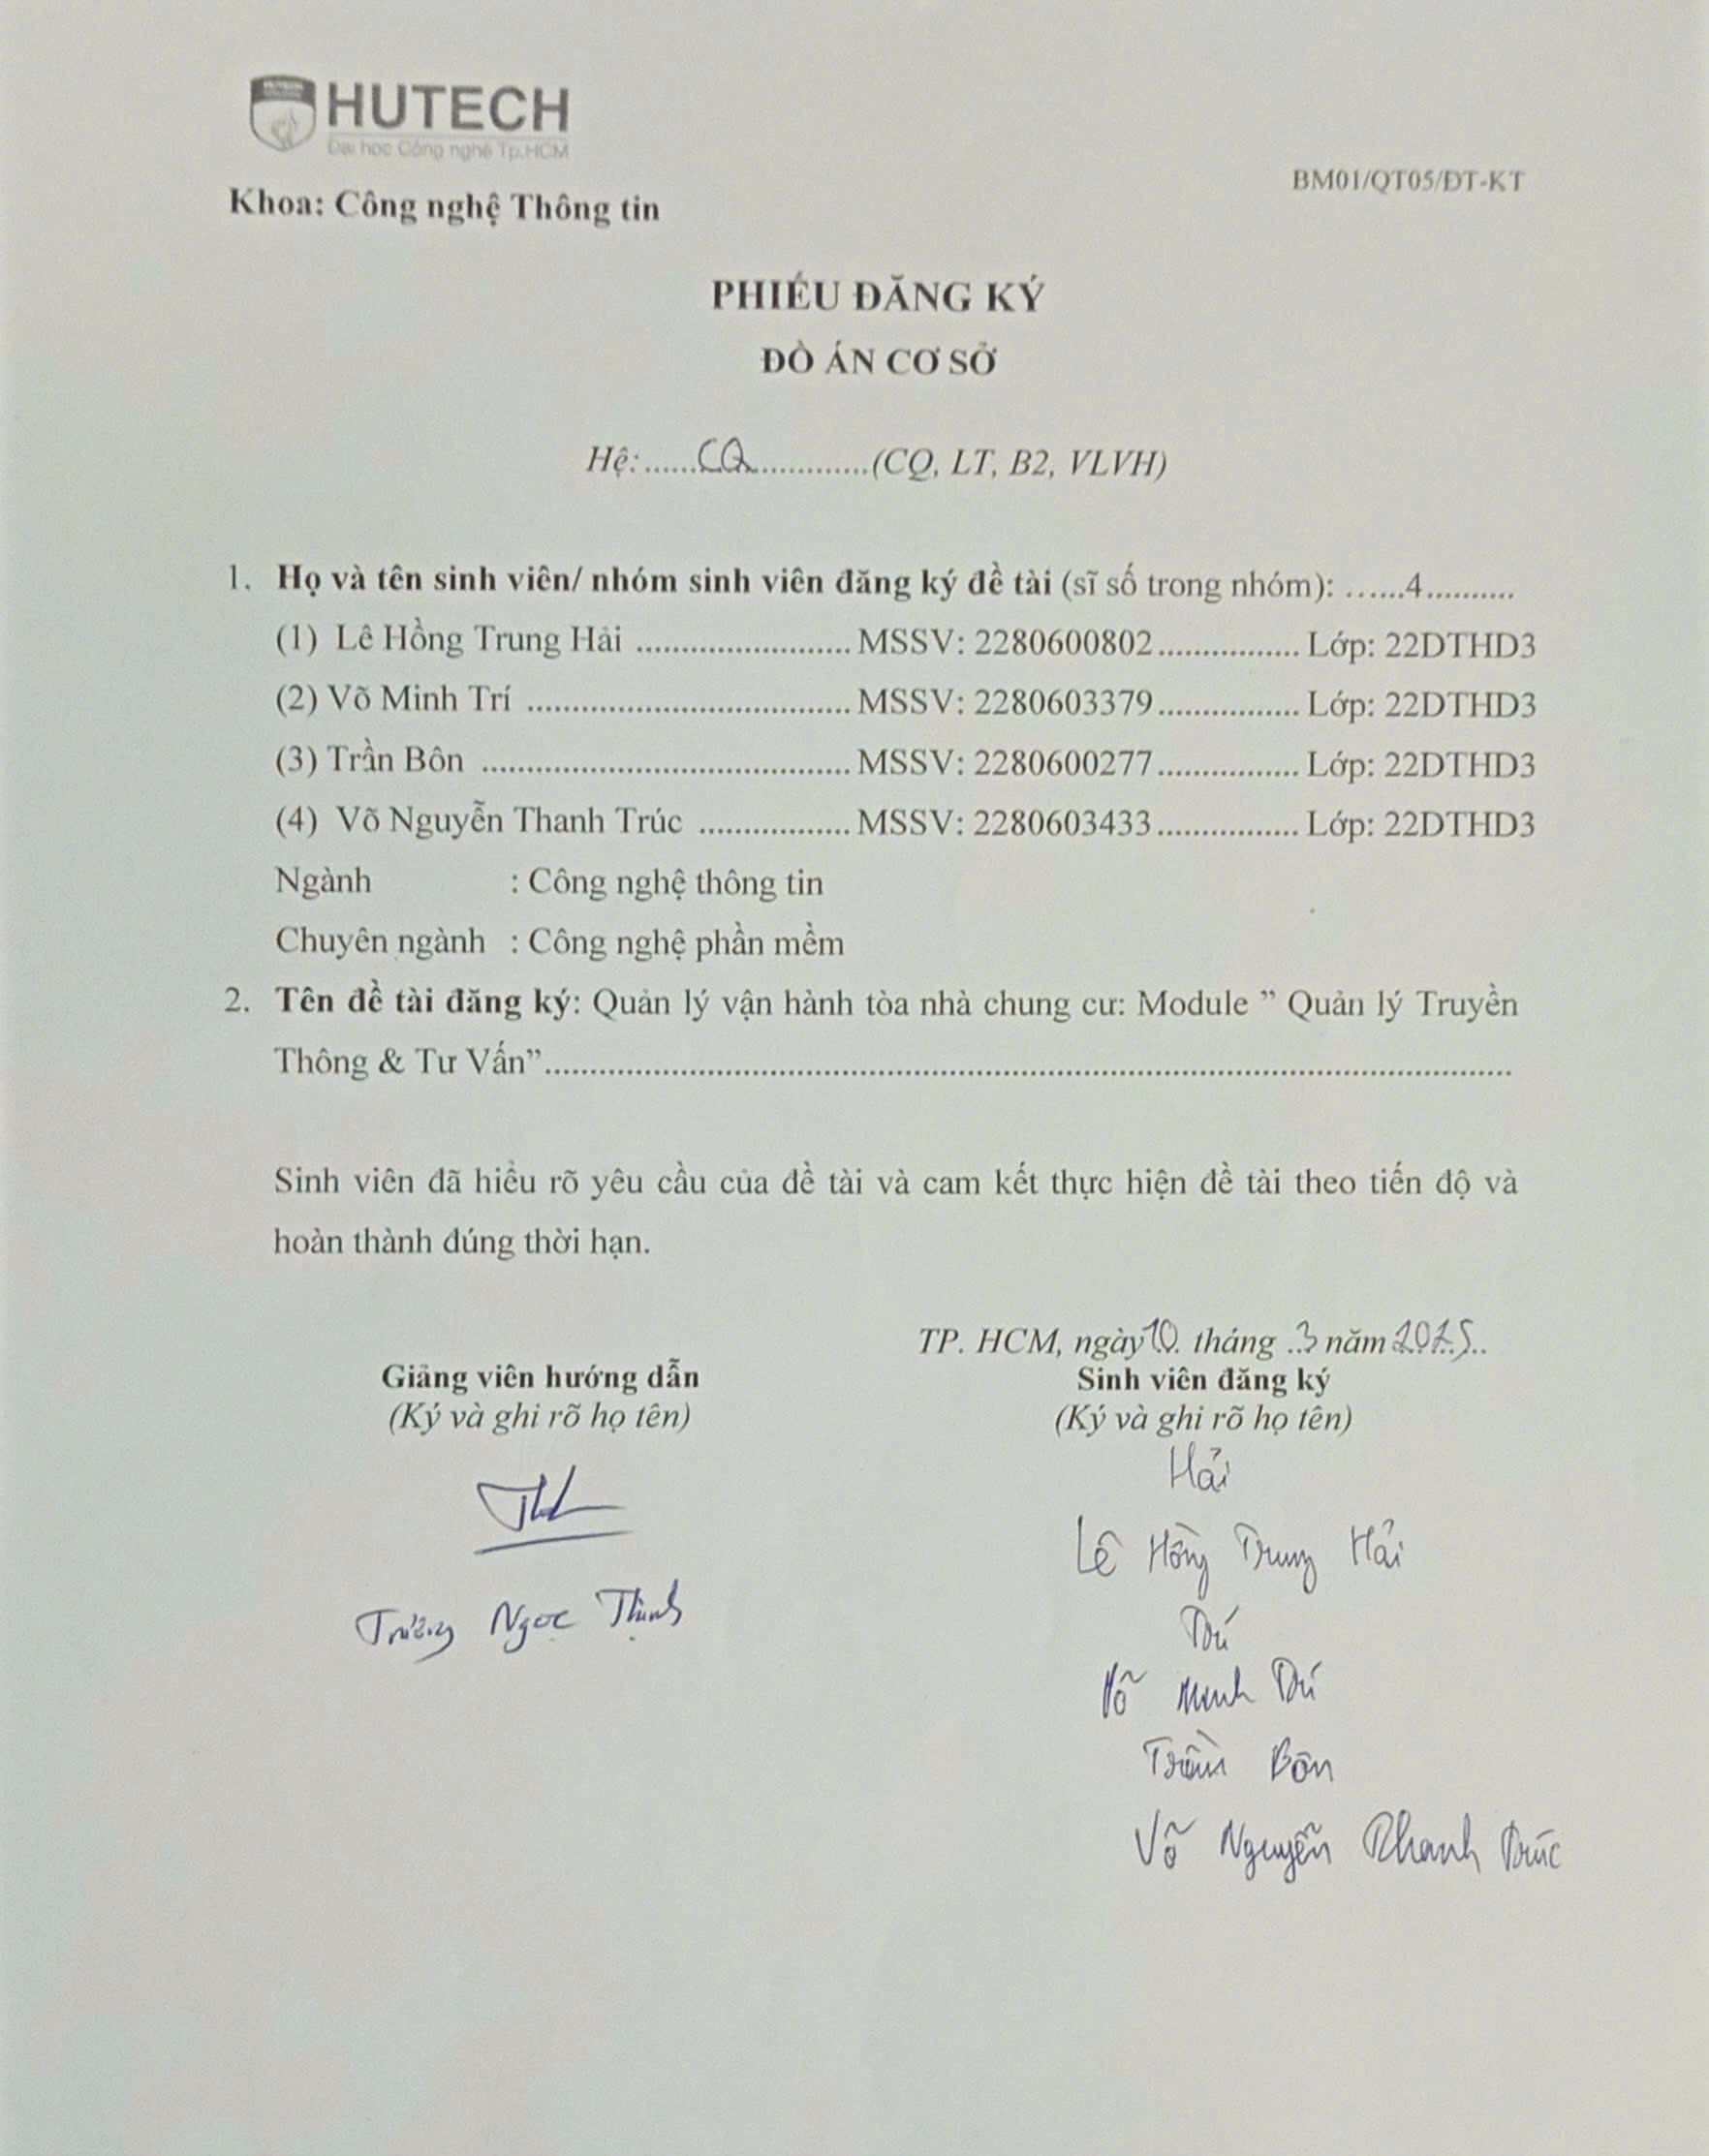 HUTECH
Đại học Công nghệ Tp.HCM
BM01/QT05/ĐT-KT
Khoa: Công nghệ Thông tin
PHIẾU ĐĂNG KÝ
ĐỒ ÁN CƠ SỞ
Hệ:......CQ.............(CQ, LT, B2, VLVH)
1. Họ và tên sinh viên/ nhóm sinh viên đăng ký đề tài (sĩ số trong nhóm): ......4..........
(1) Lê Hồng Trung Hải ........................ MSSV: 2280600802................ Lớp: 22DTHD3
(2) Võ Minh Trí .................................... MSSV: 2280603379................ Lớp: 22DTHD3
(3) Trần Bôn ......................................... MSSV: 2280600277................ Lớp: 22DTHD3
(4) Võ Nguyễn Thanh Trúc ................. MSSV: 2280603433................ Lớp: 22DTHD3
Ngành : Công nghệ thông tin
Chuyên ngành : Công nghệ phần mềm
2. Tên đề tài đăng ký: Quản lý vận hành tòa nhà chung cư: Module ” Quản lý Truyền
Thông & Tư Vấn”............................................................................................................
Sinh viên đã hiểu rõ yêu cầu của đề tài và cam kết thực hiện đề tài theo tiến độ và
hoàn thành đúng thời hạn.
TP. HCM, ngày 10. tháng .3 năm 2025..
Giảng viên hướng dẫn
Sinh viên đăng ký
(Ký và ghi rõ họ tên)
(Ký và ghi rõ họ tên)
Hải
Lê Hồng Trung Hải
Trương Ngọc Thịnh
Trí
Võ Minh Trí
Trần Bôn
Võ Nguyễn Thanh Trúc